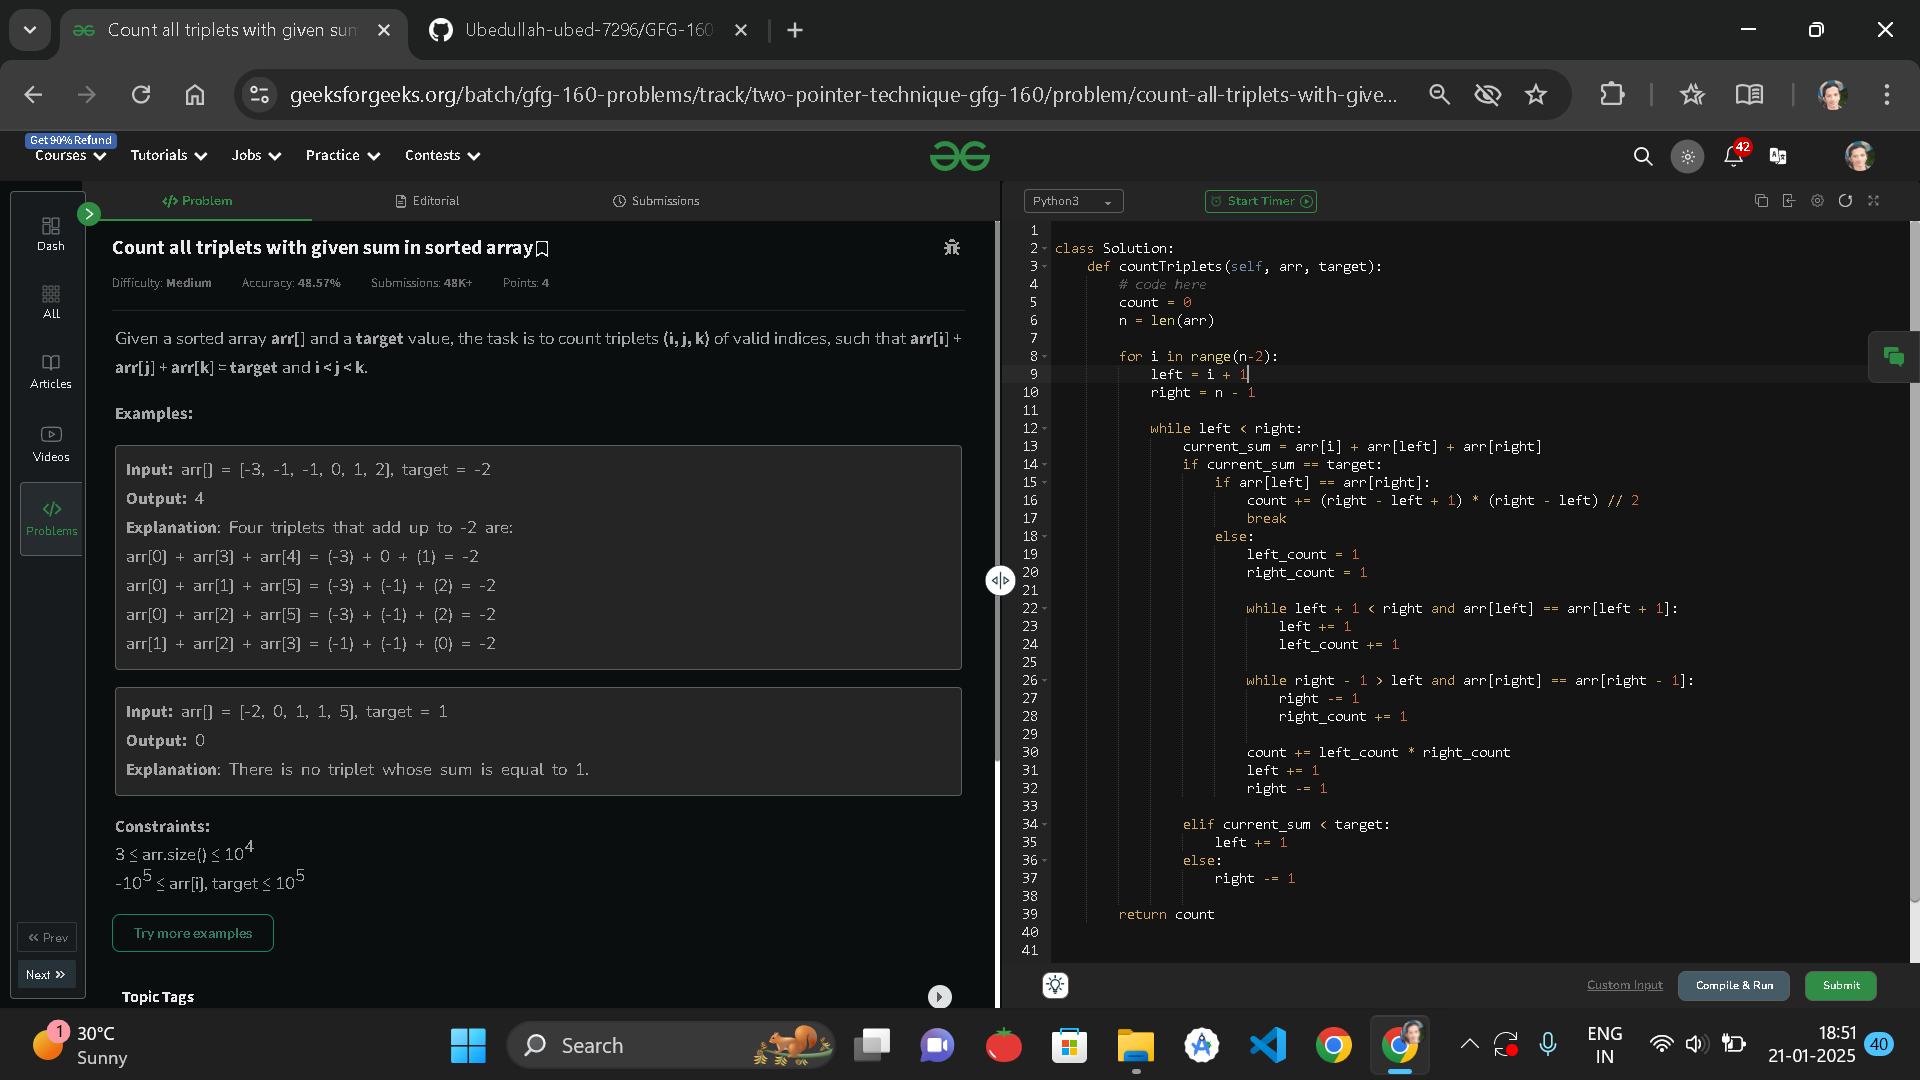 Count all triplets with given sum
Ubedullah-ubed-7296/GFG-160
geeksforgeeks.org/batch/gfg-160-problems/track/two-pointer-technique-gfg-160/problem/count-all-triplets-with-give...
Get 90% Refund
Courses
Tutorials
Jobs
Practice
Contests
42
Dash
All
Articles
Videos
Problems
« Prev
Next »
</> Problem
Editorial
Submissions
Count all triplets with given sum in sorted array
Difficulty: Medium Accuracy: 48.57% Submissions: 48K+ Points: 4
Given a sorted array arr[] and a target value, the task is to count triplets (i, j, k) of valid indices, such that arr[i] +
arr[j] + arr[k] = target and i < j < k.
Examples:
Input: arr[] = [-3, -1, -1, 0, 1, 2], target = -2
Output: 4
Explanation: Four triplets that add up to -2 are:
arr[0] + arr[3] + arr[4] = (-3) + 0 + (1) = -2
arr[0] + arr[1] + arr[5] = (-3) + (-1) + (2) = -2
arr[0] + arr[2] + arr[5] = (-3) + (-1) + (2) = -2
arr[1] + arr[2] + arr[3] = (-1) + (-1) + (0) = -2
Input: arr[] = [-2, 0, 1, 1, 5], target = 1
Output: 0
Explanation: There is no triplet whose sum is equal to 1.
Constraints:
3 ≤ arr.size() ≤ 10^4
-10^5 ≤ arr[i], target ≤ 10^5
Try more examples
Topic Tags
Python3
Start Timer
1
2 class Solution:
3     def countTriplets(self, arr, target):
4         # code here
5         count = 0
6         n = len(arr)
7
8         for i in range(n-2):
9             left = i + 1
10             right = n - 1
11
12             while left < right:
13                 current_sum = arr[i] + arr[left] + arr[right]
14                 if current_sum == target:
15                     if arr[left] == arr[right]:
16                         count += (right - left + 1) * (right - left) // 2
17                         break
18                     else:
19                         left_count = 1
20                         right_count = 1
21
22                         while left + 1 < right and arr[left] == arr[left + 1]:
23                             left += 1
24                             left_count += 1
25
26                         while right - 1 > left and arr[right] == arr[right - 1]:
27                             right -= 1
28                             right_count += 1
29
30                         count += left_count * right_count
31                         left += 1
32                         right -= 1
33
34                 elif current_sum < target:
35                     left += 1
36                 else:
37                     right -= 1
38
39         return count
40
41
Custom Input
Compile & Run
Submit
1
30°C
Sunny
Search
ENG
IN
18:51
21-01-2025
40